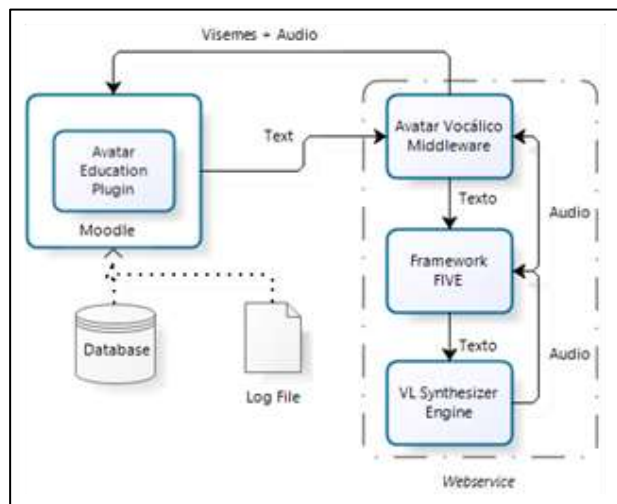 Visemes + Audio
Avatar
Education
Plugin
Moodle
Text
Avatar Vocálico
Middleware
Texto
Audio
Framework
FIVE
Texto
Audio
VL Synthesizer
Engine
Database
Log File
Webservice